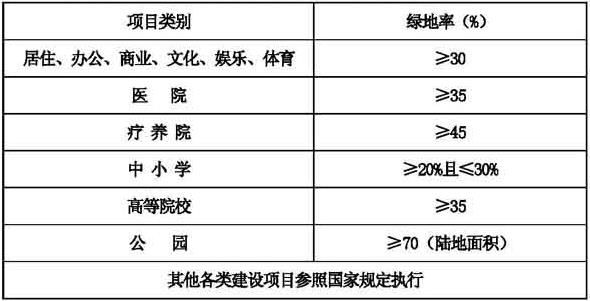 项目类别 绿地率（%）
居住、办公、商业、文化、娱乐、体育 ≥30
医 院 ≥35
疗 养 院 ≥45
中 小 学 ≥20%且≤30%
高等院校 ≥35
公 园 ≥70（陆地面积）
其他各类建设项目参照国家规定执行